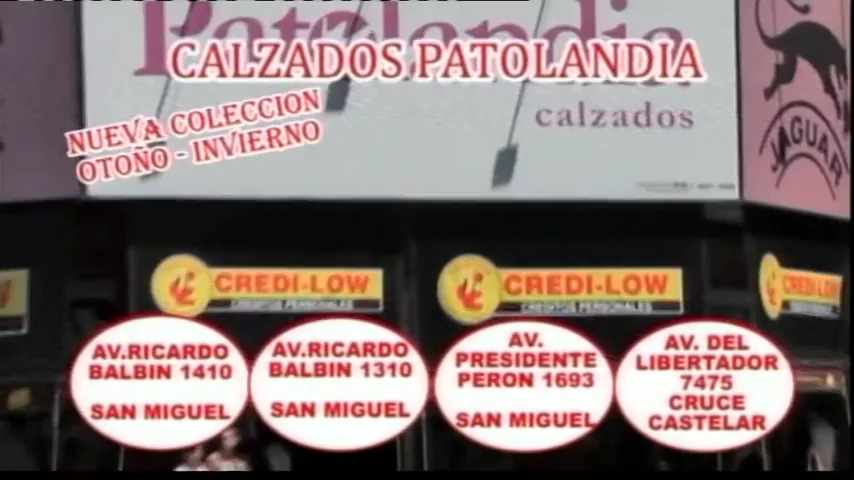 Patolandia
CALZADOS PATOLANDIA
calzados
NUEVA COLECCION
OTOÑO - INVIERNO
JAGUAR
CREDI-LOW
CREDITOS PERSONALES
CREDI-LOW
CREDITOS PERSONALES
CREDI-LOW
AV.RICARDO
BALBIN 1410
SAN MIGUEL
AV.RICARDO
BALBIN 1310
SAN MIGUEL
AV.
PRESIDENTE
PERON 1693
SAN MIGUEL
AV. DEL
LIBERTADOR
7475
CRUCE
CASTELAR